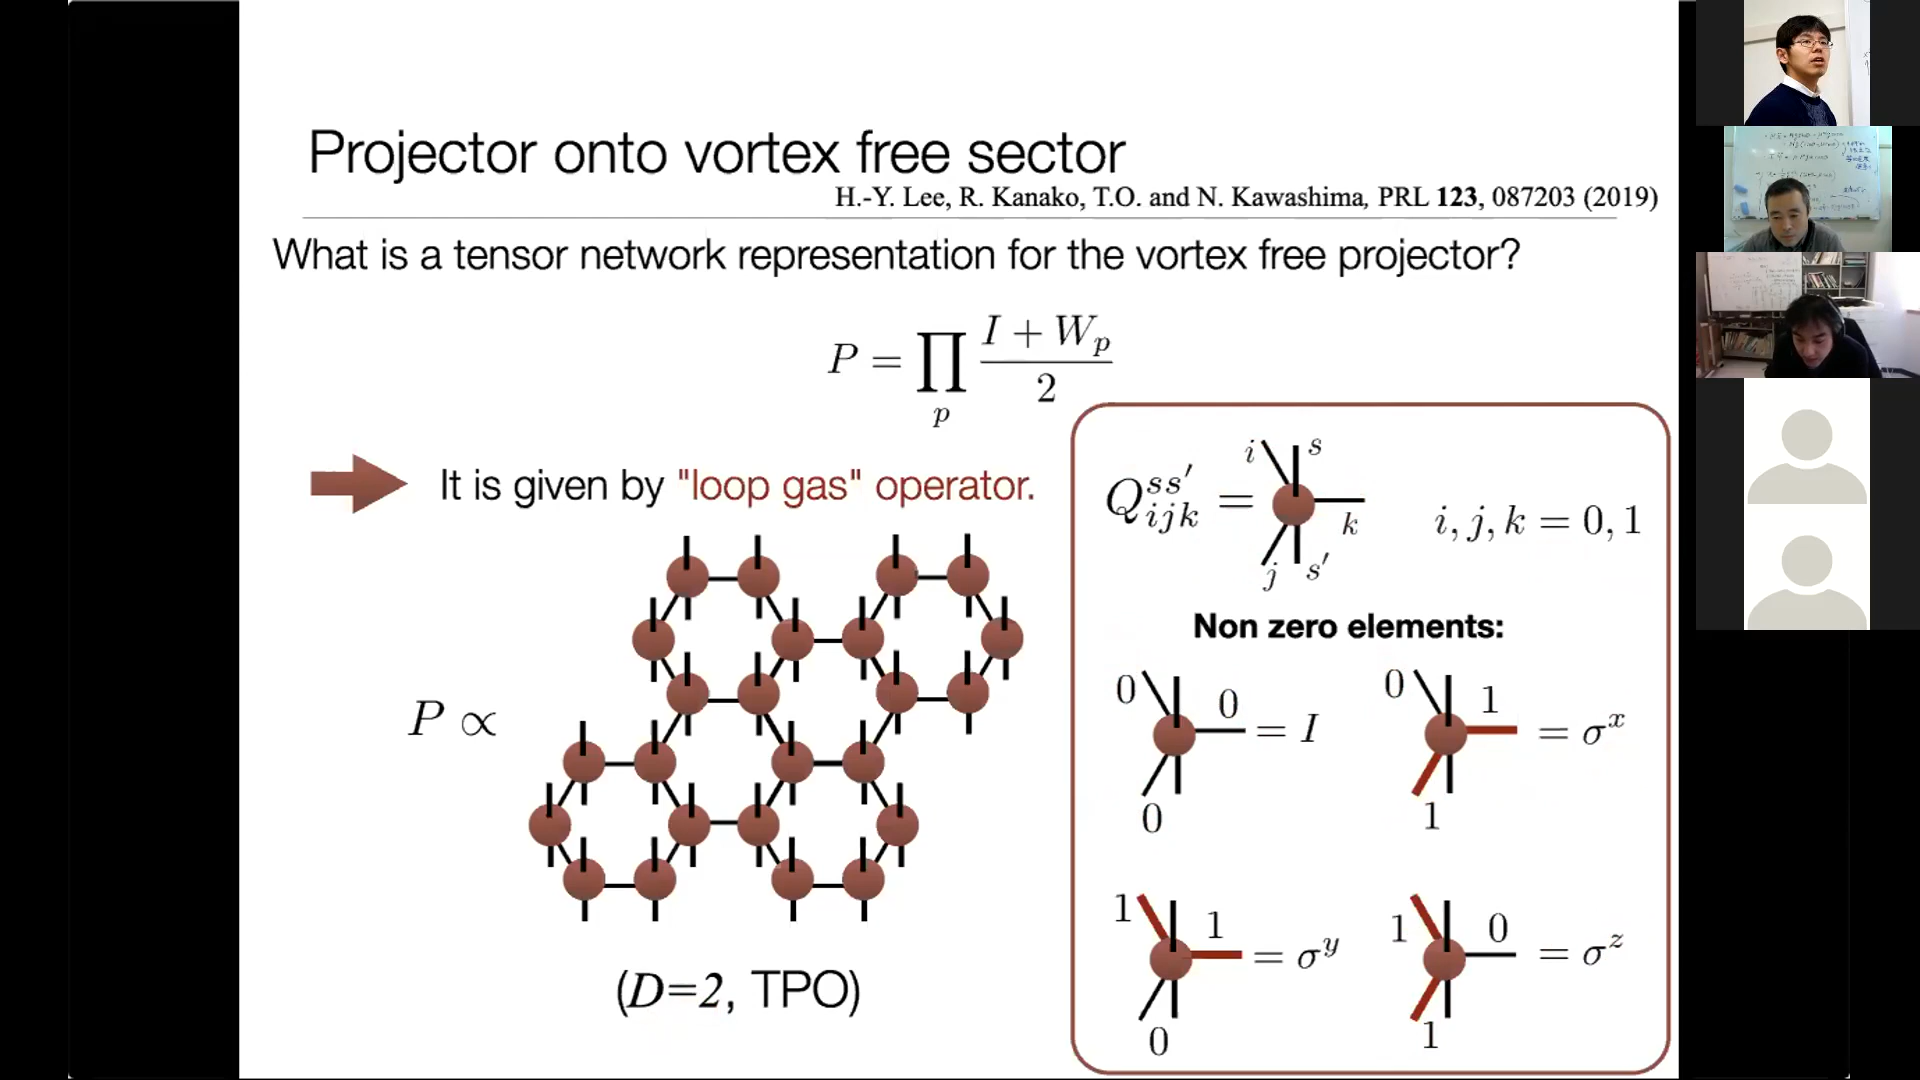 Projector onto vortex free sector
H.-Y. Lee, R. Kanako, T.O. and N. Kawashima, PRL 123, 087203 (2019)
What is a tensor network representation for the vortex free projector?
P = ∏_p (I + W_p)/2
It is given by "loop gas" operator.
P ∝
(D=2, TPO)
Q_{ijk}^{ss'} =
i s
k
j s'
i, j, k = 0, 1
Non zero elements:
0 0 0 = I
0 1 1 = σ^x
1 1 0 = σ^y
1 0 1 = σ^z